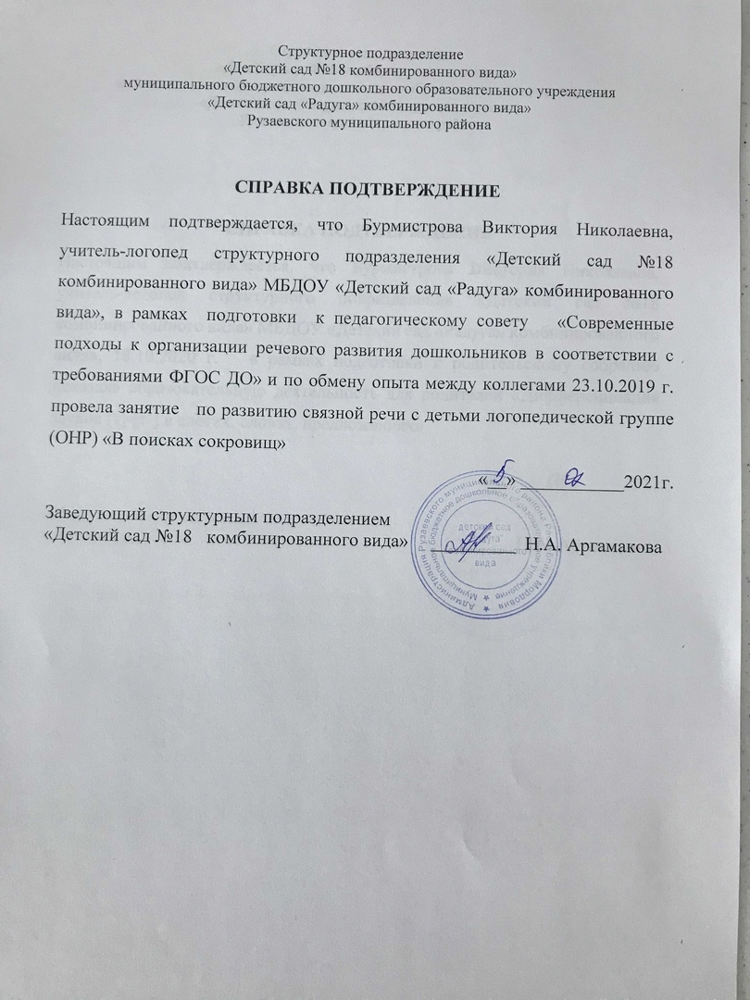 Структурное подразделение
«Детский сад №18 комбинированного вида»
муниципального бюджетного дошкольного образовательного учреждения
«Детский сад «Радуга» комбинированного вида»
Рузаевского муниципального района
СПРАВКА ПОДТВЕРЖДЕНИЕ
Настоящим подтверждается, что Бурмистрова Виктория Николаевна,
учитель-логопед структурного подразделения «Детский сад №18
комбинированного вида» МБДОУ «Детский сад «Радуга» комбинированного
вида», в рамках подготовки к педагогическому совету «Современные
подходы к организации речевого развития дошкольников в соответствии с
требованиями ФГОС ДО» и по обмену опыта между коллегами 23.10.2019 г.
провела занятие по развитию связной речи с детьми логопедической группе
(ОНР) «В поисках сокровищ»
« 5 » 02 2021г.
Заведующий структурным подразделением
«Детский сад №18 комбинированного вида» Н.А. Аргамакова
Администрация Рузаевского муниципального района Мордовия
Муниципальное бюджетное дошкольное учреждение
детский сад
вида